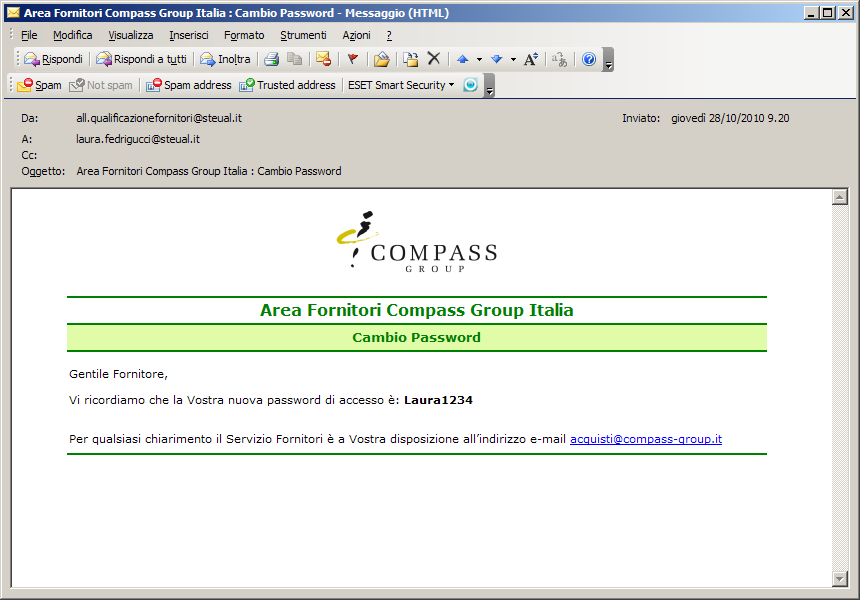 Area Fornitori Compass Group Italia : Cambio Password - Messaggio (HTML)
File Modifica Visualizza Inserisci Formato Strumenti Azioni ?
Rispondi Rispondi a tutti Inoltra
Spam Not spam Spam address Trusted address ESET Smart Security
Da: all.qualificazionefornitori@steual.it Inviato: giovedì 28/10/2010 9.20
A: laura.fedrigucci@steual.it
Cc:
Oggetto: Area Fornitori Compass Group Italia : Cambio Password
COMPASS
GROUP
Area Fornitori Compass Group Italia
Cambio Password
Gentile Fornitore,
Vi ricordiamo che la Vostra nuova password di accesso è: Laura1234
Per qualsiasi chiarimento il Servizio Fornitori è a Vostra disposizione all'indirizzo e-mail acquisti@compass-group.it